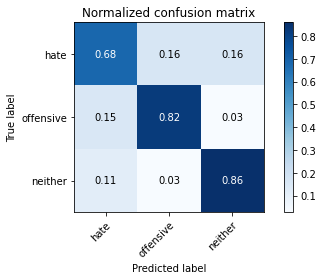 Normalized confusion matrix
hate 0.68 0.16 0.16
offensive 0.15 0.82 0.03
neither 0.11 0.03 0.86
hate offensive neither
True label
Predicted label
0.8
0.7
0.6
0.5
0.4
0.3
0.2
0.1